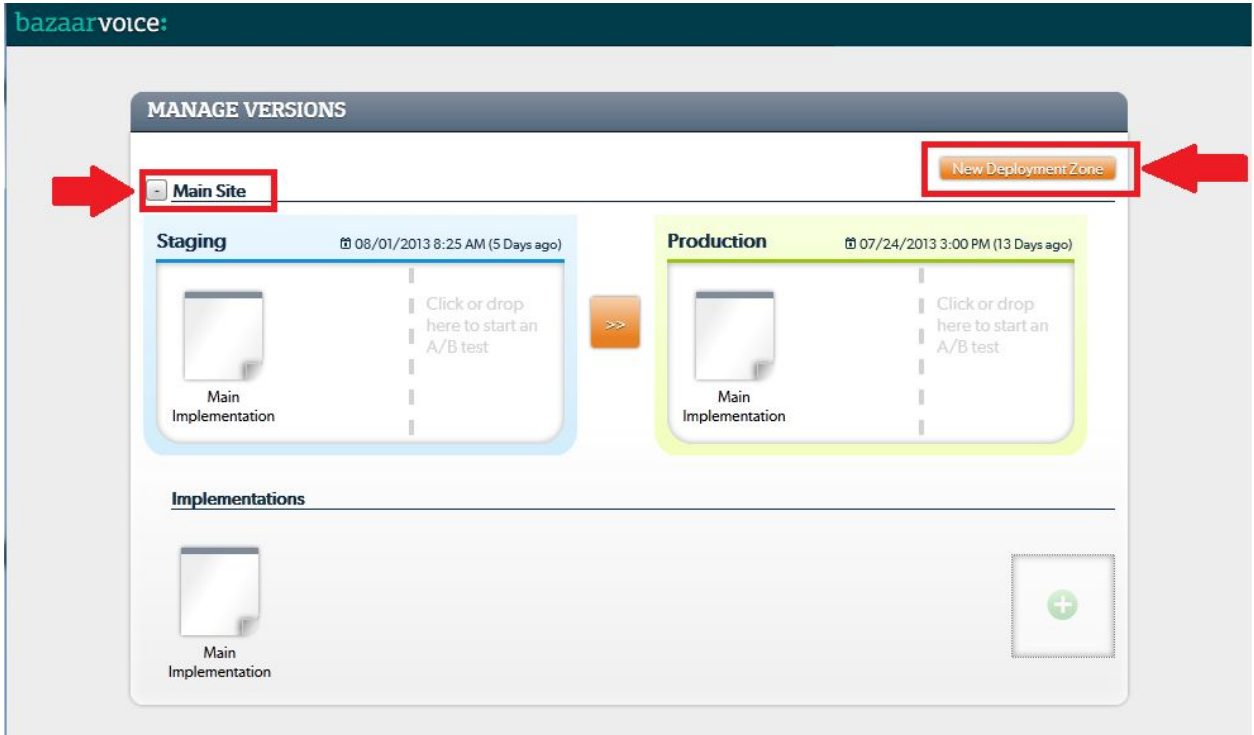 bazaarvoice:
MANAGE VERSIONS
New Deployment Zone
- Main Site
Staging 08/01/2013 8:25 AM (5 Days ago)
Click or drop
here to start an
A/B test
Main
Implementation
>>
Production 07/24/2013 3:00 PM (13 Days ago)
Click or drop
here to start an
A/B test
Main
Implementation
Implementations
Main
Implementation